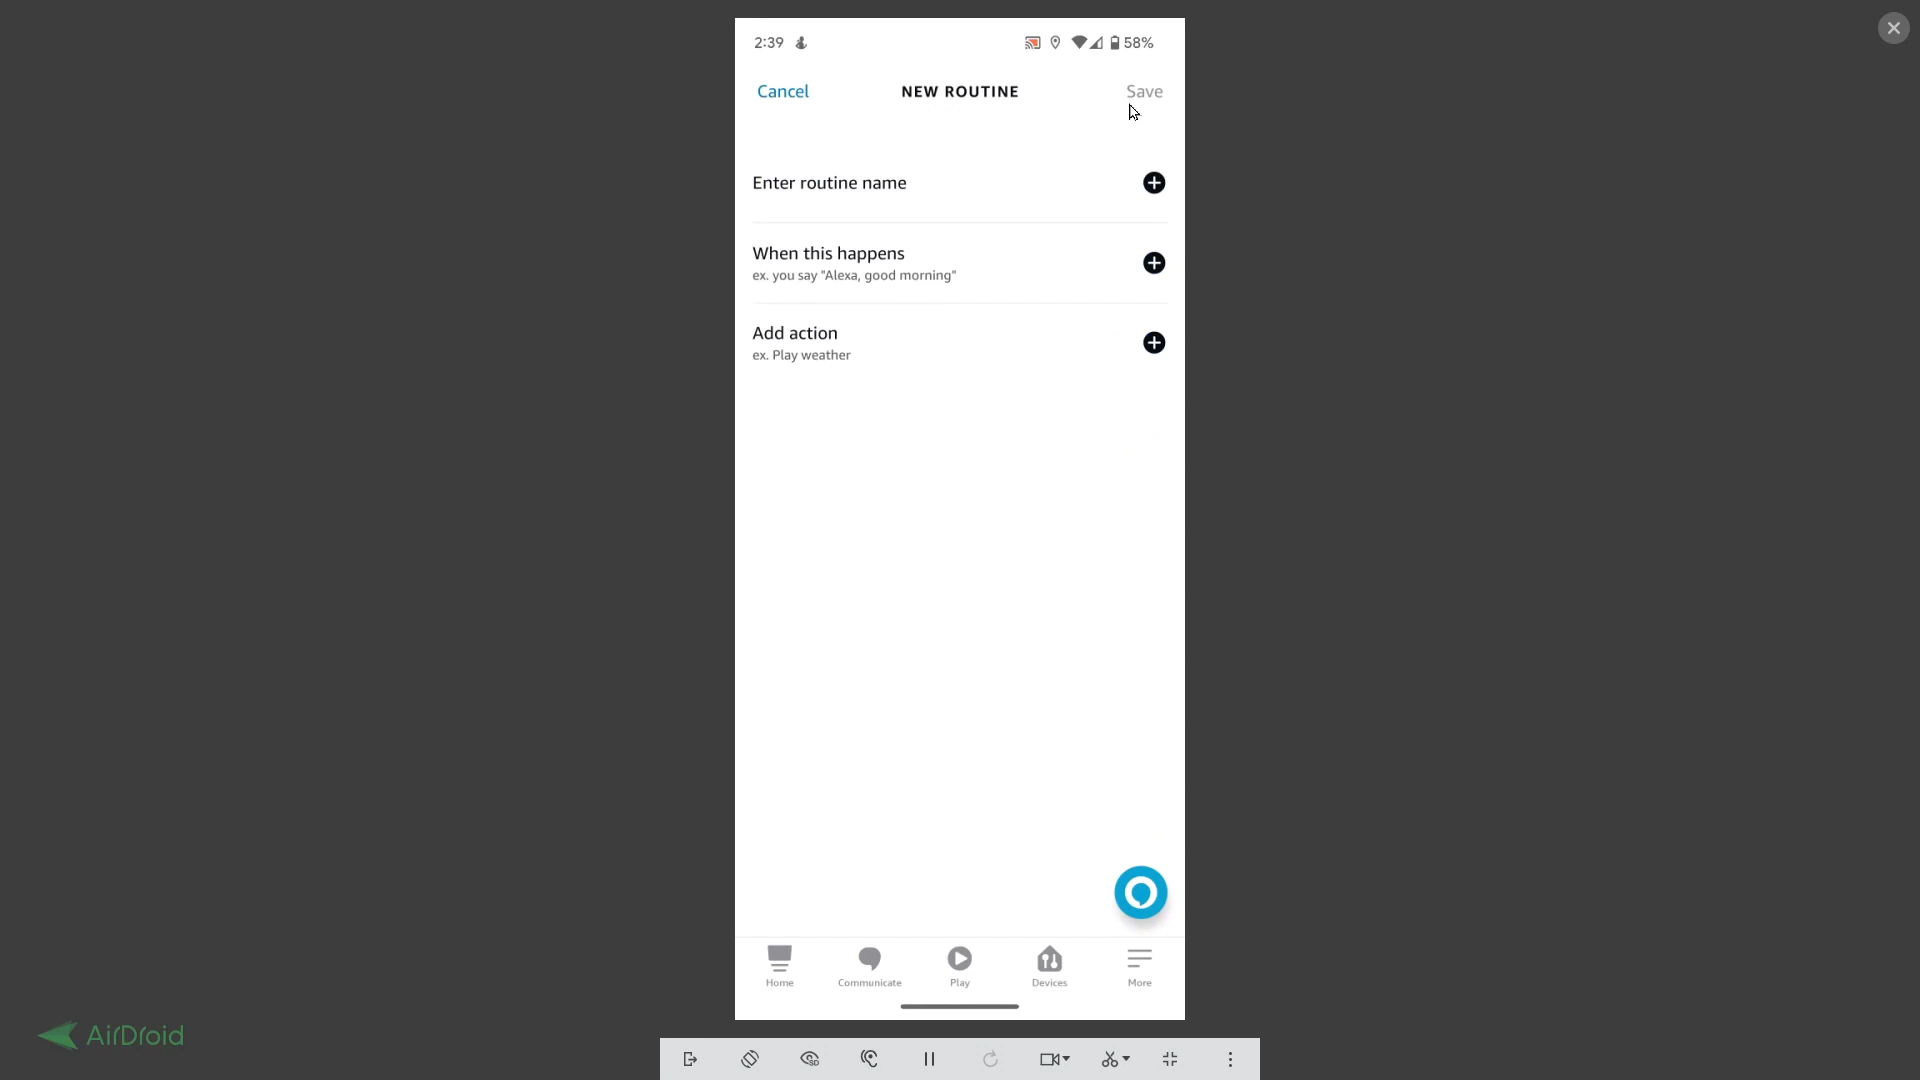 2:39
58%
Cancel
NEW ROUTINE
Save
Enter routine name
When this happens
ex. you say "Alexa, good morning"
Add action
ex. Play weather
Home
Communicate
Play
Devices
More
AirDroid
SD